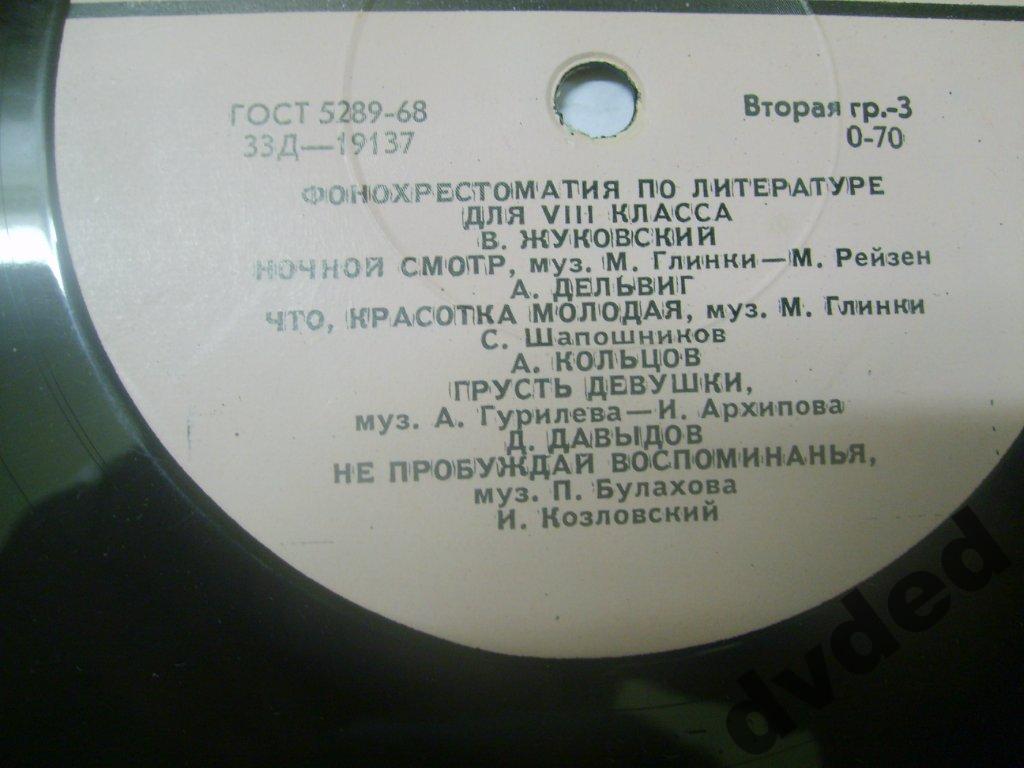 ГОСТ 5289-68
33Д—19137
Вторая гр.-3
0-70
ФОНОХРЕСТОМАТИЯ ПО ЛИТЕРАТУРЕ
ДЛЯ VIII КЛАССА
В. ЖУКОВСКИЙ
НОЧНОЙ СМОТР, муз. М. Глинки—М. Рейзен
А. ДЕЛЬВИГ
ЧТО, КРАСОТКА МОЛОДАЯ, муз. М. Глинки
С. Шапошников
А. КОЛЬЦОВ
ГРУСТЬ ДЕВУШКИ,
муз. А. Гурилева—И. Архипова
Д. ДАВЫДОВ
НЕ ПРОБУЖДАЙ ВОСПОМИНАНЬЯ,
муз. П. Булахова
И. Козловский
dvded